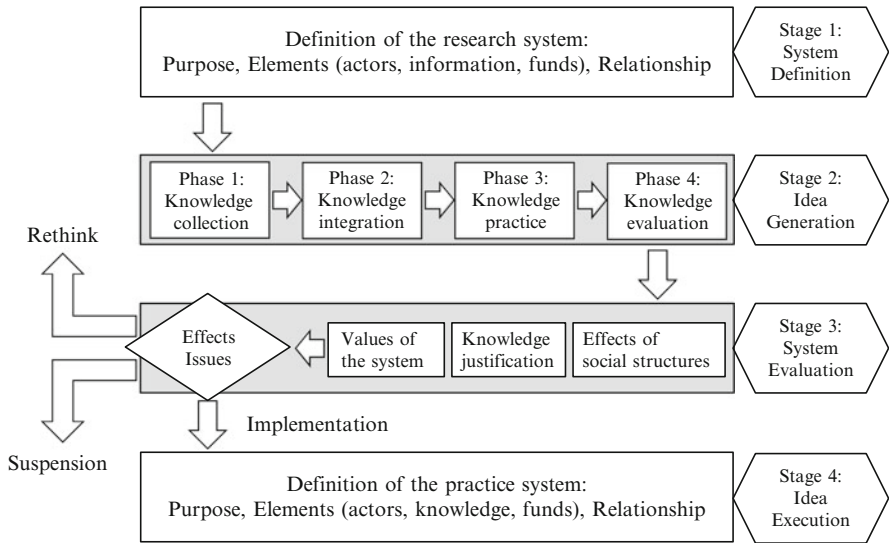 Definition of the research system:
Purpose, Elements (actors, information, funds), Relationship
Stage 1:
System
Definition
Phase 1:
Knowledge
collection
Phase 2:
Knowledge
integration
Phase 3:
Knowledge
practice
Phase 4:
Knowledge
evaluation
Stage 2:
Idea
Generation
Rethink
Effects
Issues
Values of
the system
Knowledge
justification
Effects of
social structures
Stage 3:
System
Evaluation
Implementation
Suspension
Definition of the practice system:
Purpose, Elements (actors, knowledge, funds), Relationship
Stage 4:
Idea
Execution